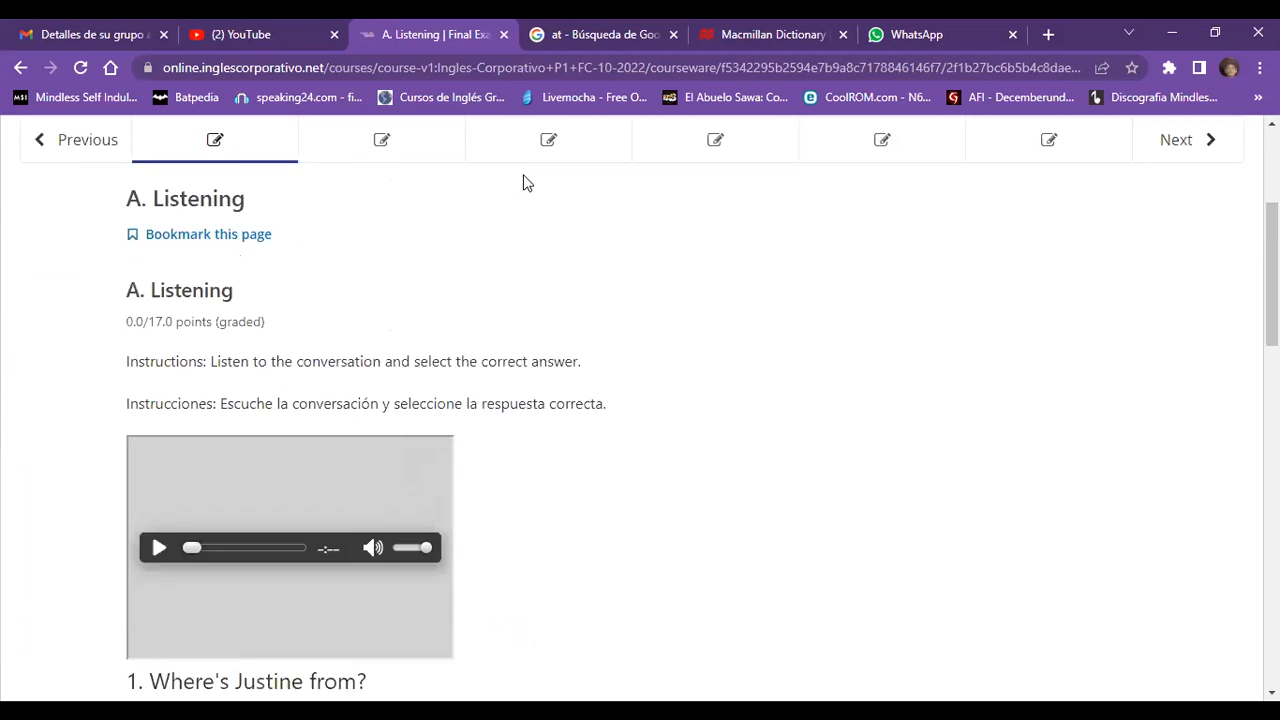 Detalles de su grupo a
(2) YouTube
A. Listening | Final Exa
at - Búsqueda de Goo
Macmillan Dictionary
WhatsApp
online.inglescorporativo.net/courses/course-v1:Ingles-Corporativo+P1+FC-10-2022/courseware/f5342295b2594e7b9a8c7178846146f7/2f1b27bc6b5b4c8dae...
Mindless Self Indul...
Batpedia
speaking24.com - fi...
Cursos de Inglés Gr...
Livemocha - Free O...
El Abuelo Sawa: Co...
CoolROM.com - N6...
AFI - Decemberund...
Discografia Mindles...
»
Previous
Next
A. Listening
Bookmark this page
A. Listening
0.0/17.0 points (graded)
Instructions: Listen to the conversation and select the correct answer.
Instrucciones: Escuche la conversación y seleccione la respuesta correcta.
-:--
1. Where's Justine from?